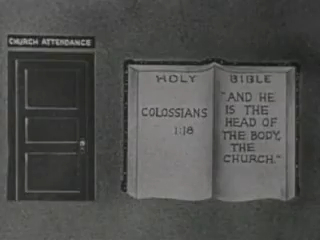 CHURCH ATTENDANCE
HOLY BIBLE
COLOSSIANS
1:18
"AND HE
IS THE
HEAD OF
THE BODY,
THE
CHURCH."